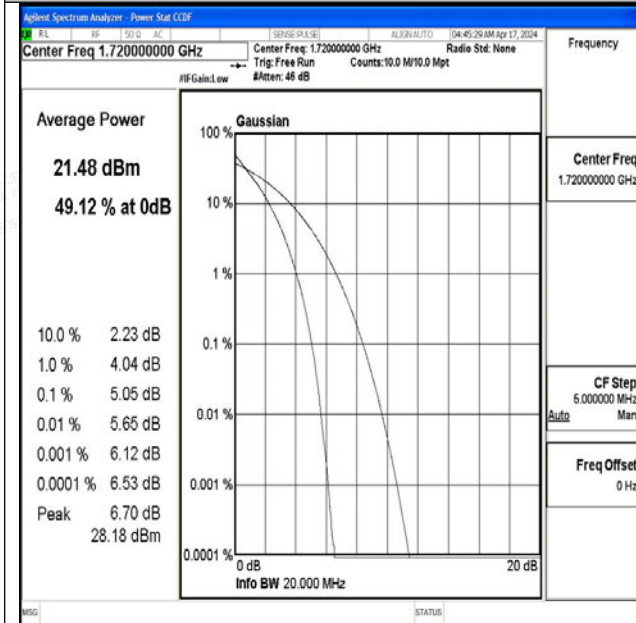 Agilent Spectrum Analyzer - Power Stat CCDF
RL RF 50 Ω AC SENSE:PULSE ALIGNAUTO 04:45:29 AM Apr 17, 2024
Center Freq 1.720000000 GHz
Center Freq: 1.720000000 GHz Radio Std: None
Trig: Free Run Counts:10.0 M/10.0 Mpt
#IFGain:Low #Atten: 46 dB
Frequency
Center Freq
1.720000000 GHz
CF Step
5.000000 MHz
Auto Man
Freq Offset
0 Hz
Average Power
21.48 dBm
49.12 % at 0dB
10.0 % 2.23 dB
1.0 % 4.04 dB
0.1 % 5.05 dB
0.01 % 5.65 dB
0.001 % 6.12 dB
0.0001 % 6.53 dB
Peak 6.70 dB
28.18 dBm
Gaussian
100 %
10 %
1 %
0.1 %
0.01 %
0.001 %
0.0001 %
0 dB 20 dB
Info BW 20.000 MHz
MSG STATUS